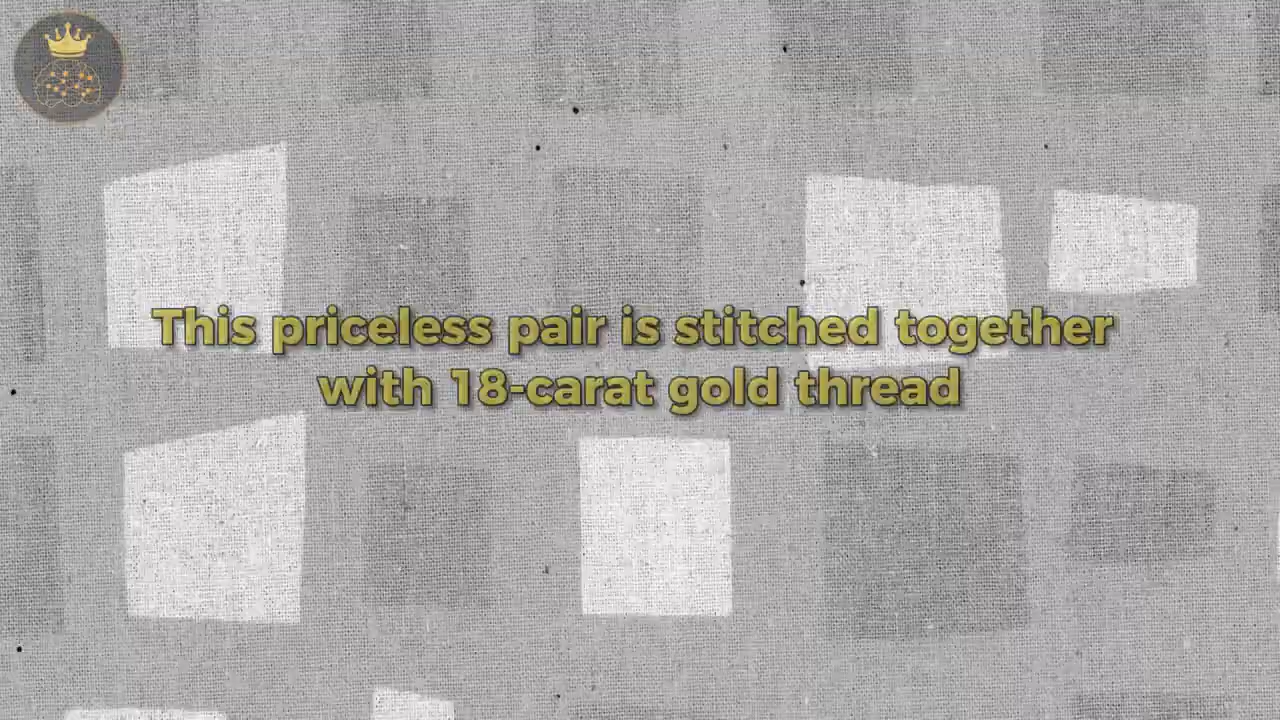 This priceless pair is stitched together
with 18-carat gold thread